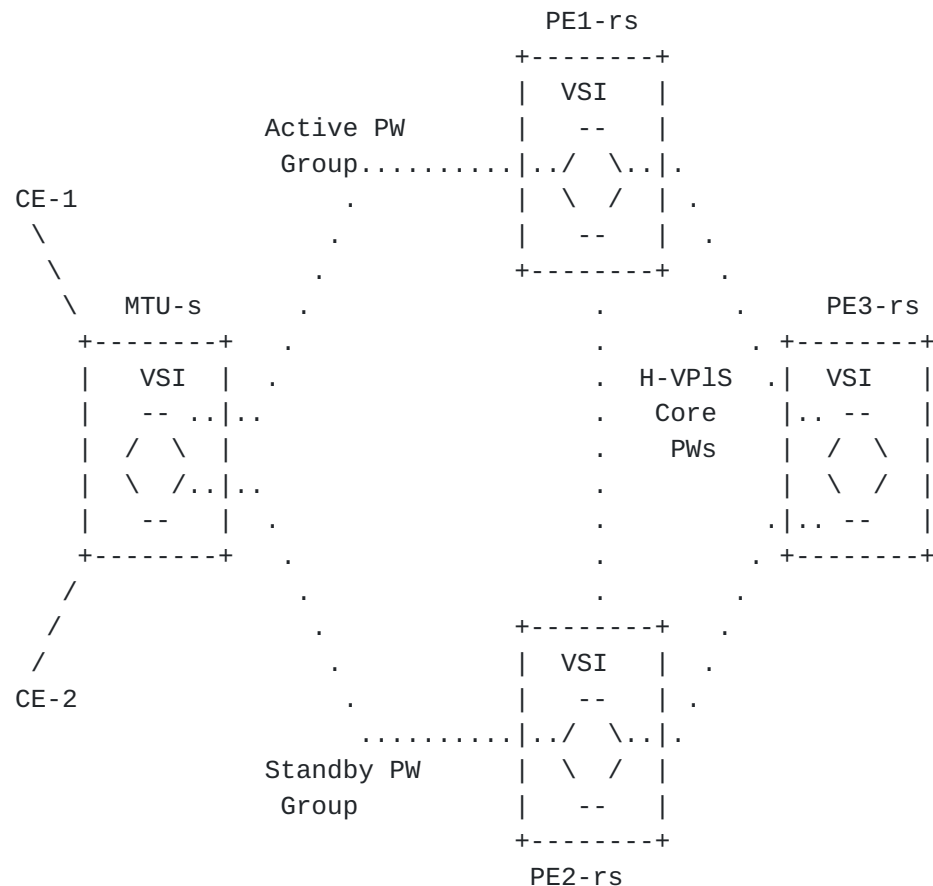 PE1-rs
VSI
Active PW
Group
CE-1
MTU-s
PE3-rs
VSI
H-VPlS
VSI
Core
PWs
VSI
CE-2
Standby PW
Group
PE2-rs